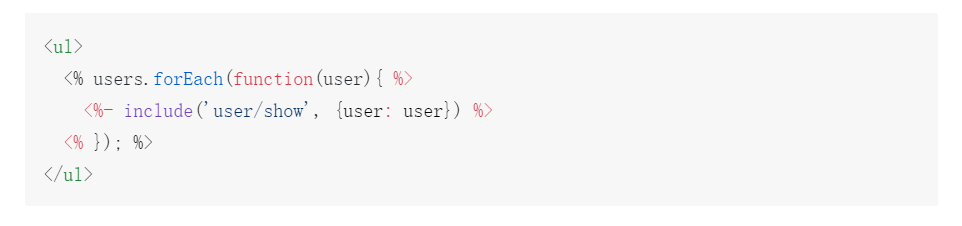 <ul>
  <% users.forEach(function(user){ %>
    <%- include('user/show', {user: user}) %>
  <% }); %>
</ul>